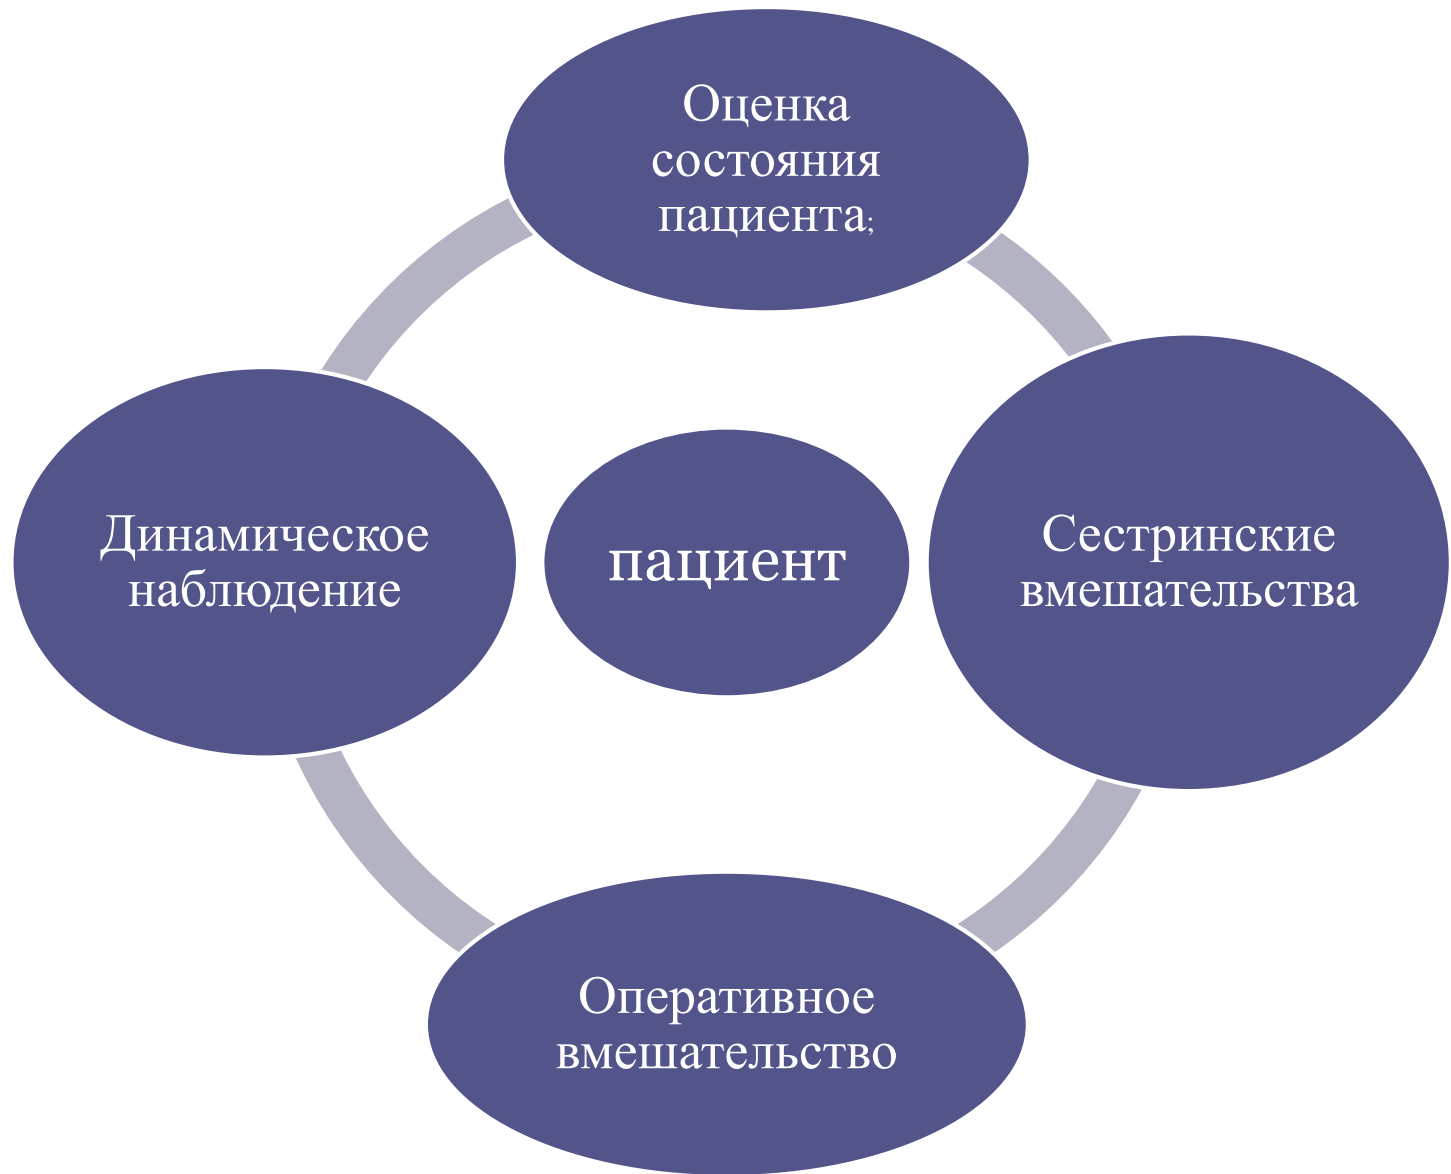 Оценка
состояния
пациента;
Динамическое
наблюдение
пациент
Сестринские
вмешательства
Оперативное
вмешательство